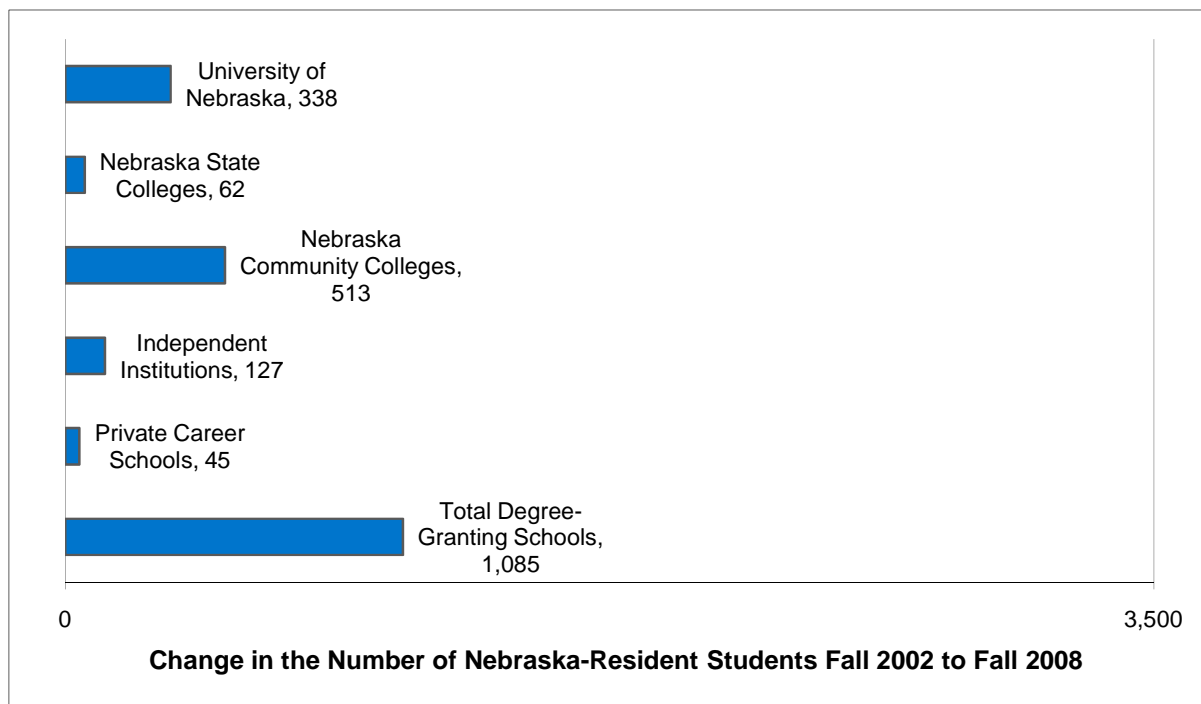 University of
Nebraska, 338
Nebraska State
Colleges, 62
Nebraska
Community Colleges,
513
Independent
Institutions, 127
Private Career
Schools, 45
Total Degree-
Granting Schools,
1,085
0
3,500
Change in the Number of Nebraska-Resident Students Fall 2002 to Fall 2008